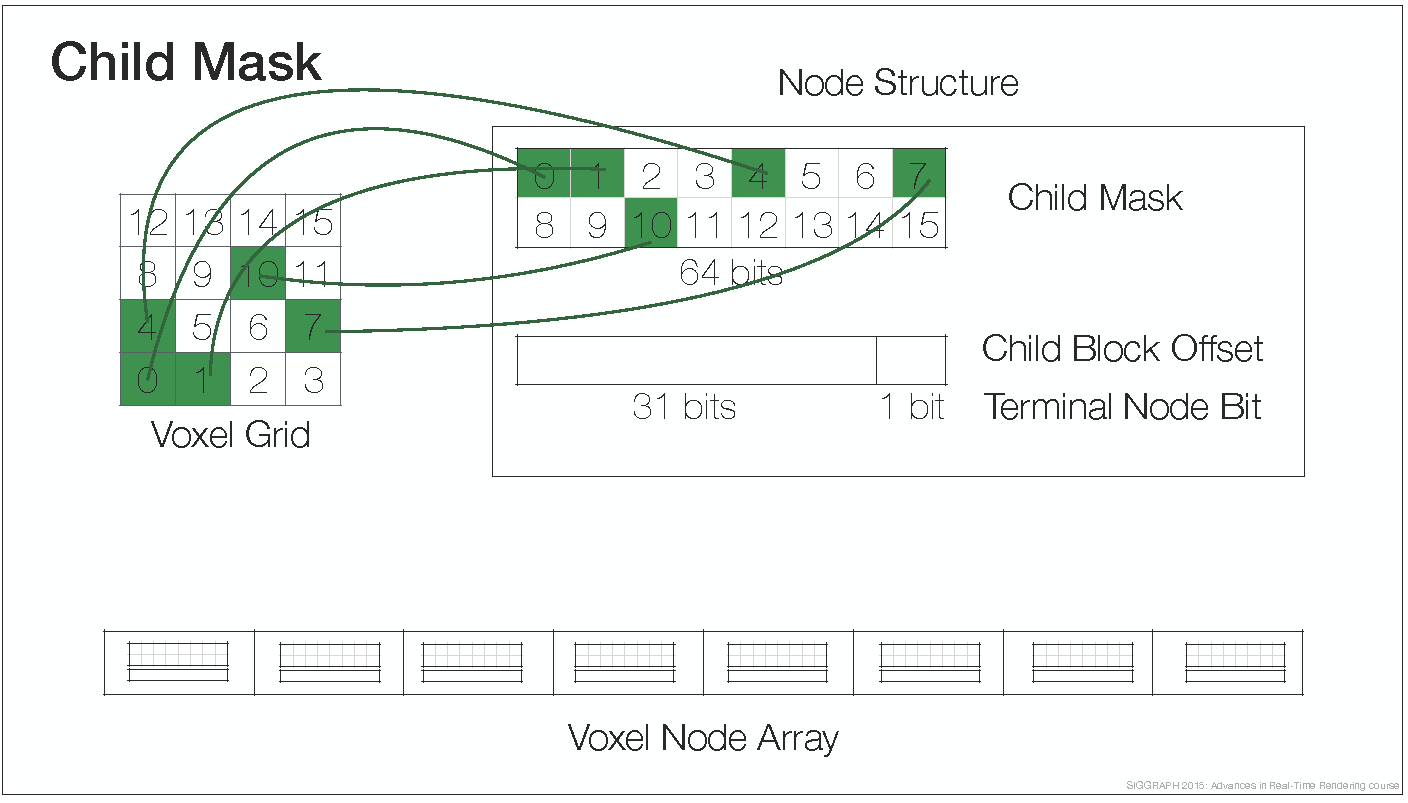 Child Mask
Node Structure
0 1 2 3 4 5 6 7
8 9 10 11 12 13 14 15
Child Mask
64 bits
12 13 14 15
8 9 10 11
4 5 6 7
0 1 2 3
Voxel Grid
Child Block Offset
31 bits 1 bit
Terminal Node Bit
Voxel Node Array
SIGGRAPH 2015: Advances in Real-Time Rendering course